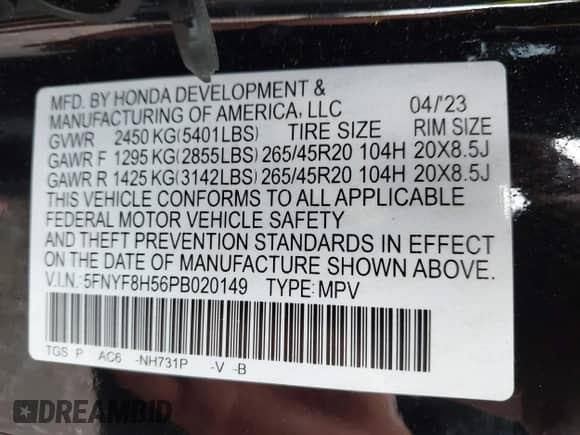 MFD. BY HONDA DEVELOPMENT &
MANUFACTURING OF AMERICA, LLC 04/'23
GVWR 2450 KG(5401LBS) TIRE SIZE RIM SIZE
GAWR F 1295 KG(2855LBS) 265/45R20 104H 20X8.5J
GAWR R 1425 KG(3142LBS) 265/45R20 104H 20X8.5J
THIS VEHICLE CONFORMS TO ALL APPLICABLE
FEDERAL MOTOR VEHICLE SAFETY
AND THEFT PREVENTION STANDARDS IN EFFECT
ON THE DATE OF MANUFACTURE SHOWN ABOVE.
V.I.N.:5FNYF8H56PB020149 TYPE:MPV
TGS P AC6 -NH731P -V -B
DREAMBID